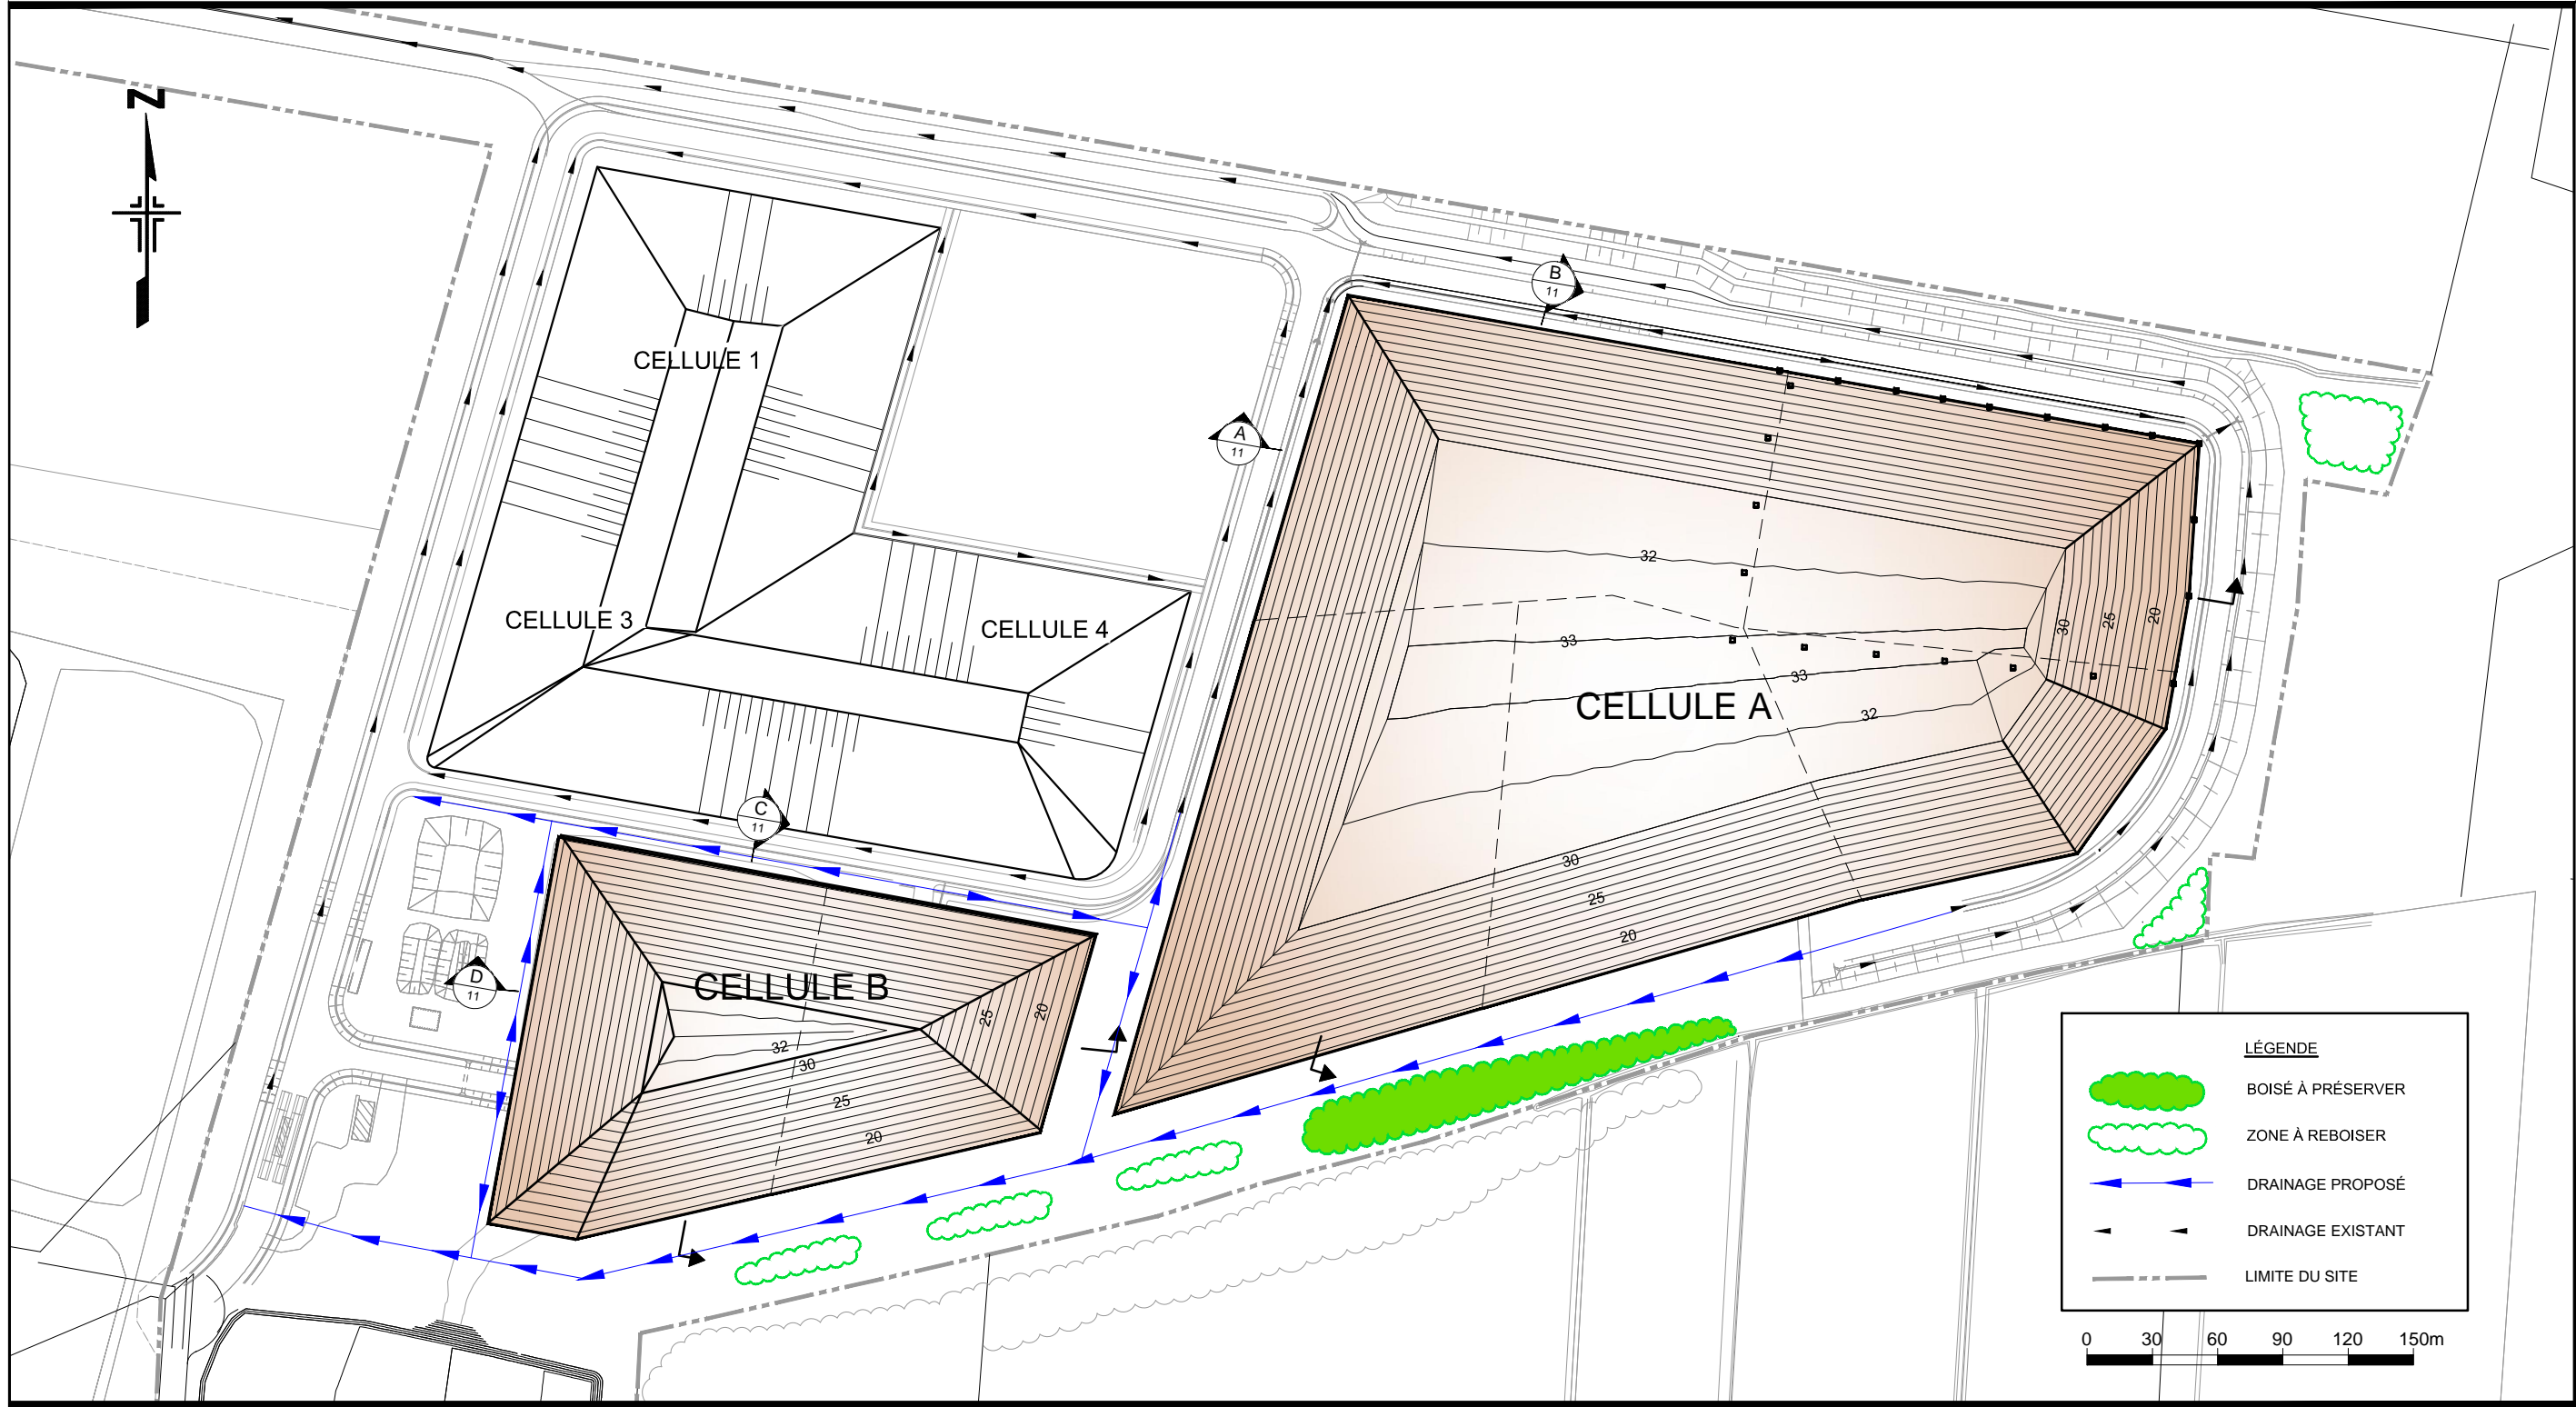 N
B
11
CELLULE 1
A
11
32
CELLULE 3
CELLULE 4
33
30
25
20
33
CELLULE A
32
C
11
30
25
20
D
11
CELLULE B
25
20
32
30
25
20
LÉGENDE
BOISÉ À PRÉSERVER
ZONE À REBOISER
DRAINAGE PROPOSÉ
DRAINAGE EXISTANT
LIMITE DU SITE
0 30 60 90 120 150m